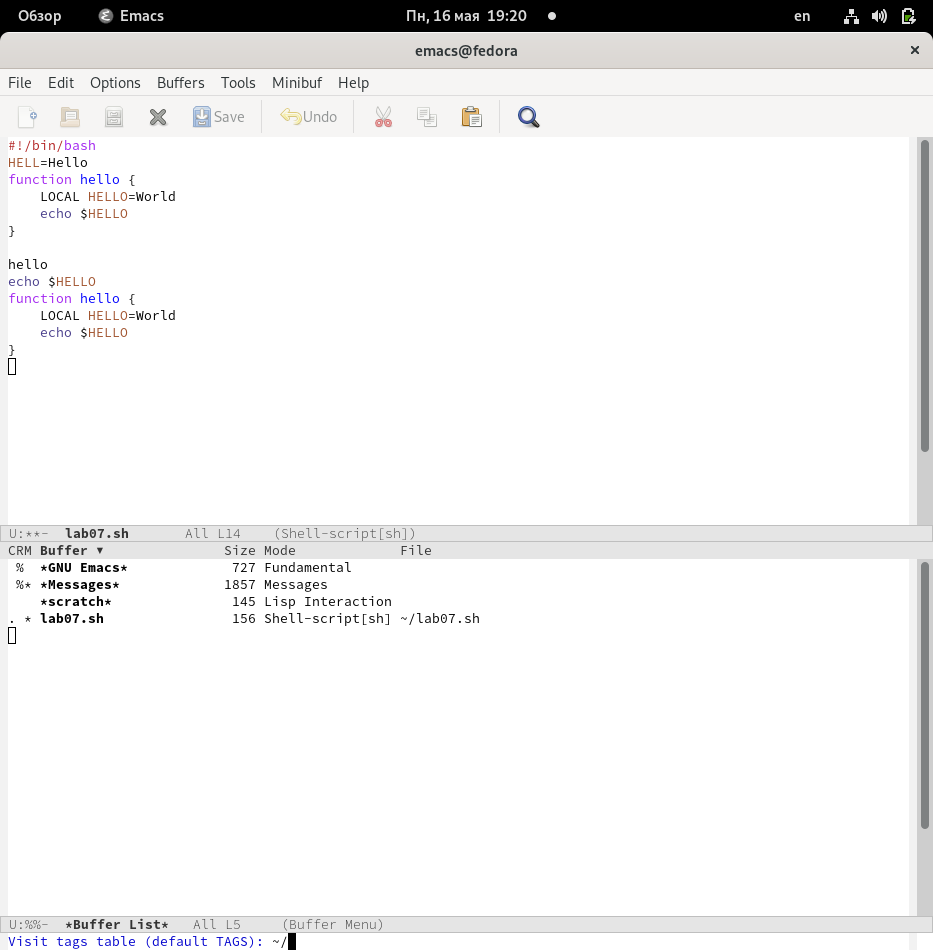 Обзор Emacs Пн, 16 мая 19:20 en
emacs@fedora ×
File Edit Options Buffers Tools Minibuf Help
Save Undo
#!/bin/bash
HELL=Hello
function hello {
    LOCAL HELLO=World
    echo $HELLO
}
hello
echo $HELLO
function hello {
    LOCAL HELLO=World
    echo $HELLO
}
U:**-  lab07.sh       All L14    (Shell-script[sh])
CRM Buffer ▼               Size Mode             File
 %  *GNU Emacs*             727 Fundamental
 %* *Messages*             1857 Messages
    *scratch*               145 Lisp Interaction
. * lab07.sh                156 Shell-script[sh] ~/lab07.sh
U:%%-  *Buffer List*   All L5     (Buffer Menu)
Visit tags table (default TAGS): ~/